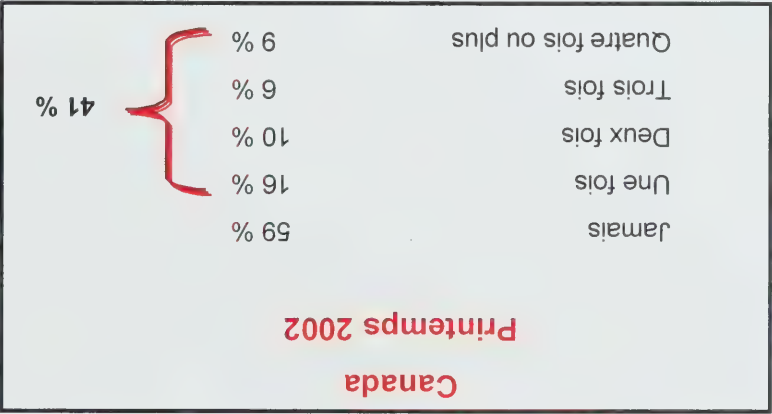 Canada
Printemps 2002
Jamais 59 %
Une fois 16 %
Deux fois 10 %
Trois fois 6 %
Quatre fois ou plus 9 %
41 %